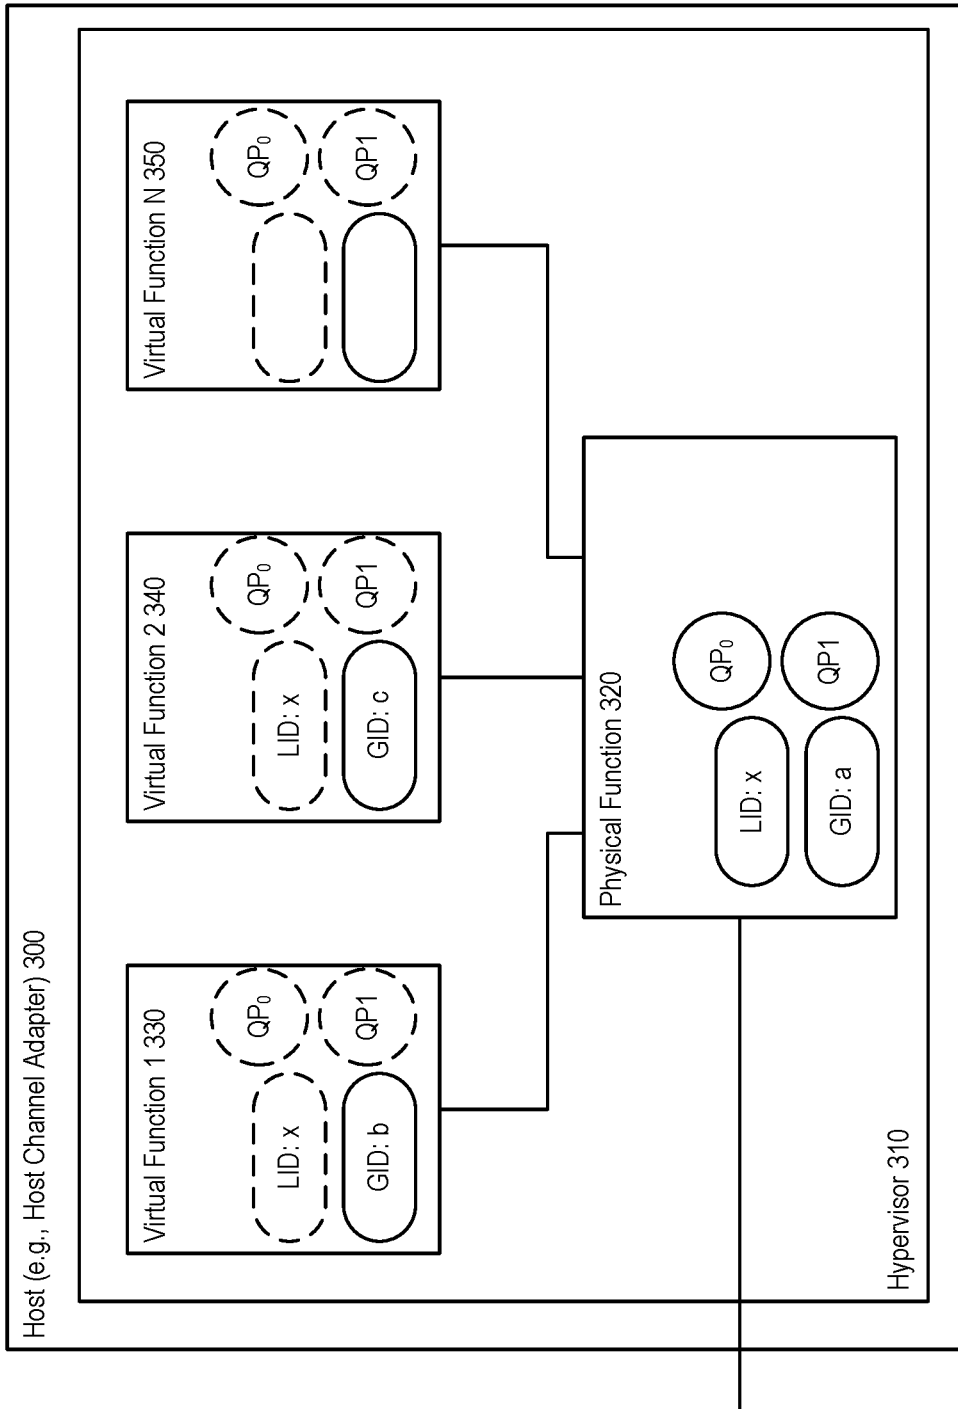 Host (e.g., Host Channel Adapter) 300
Virtual Function 1 330
LID: x
QP₀
GID: b
QP1
Virtual Function 2 340
LID: x
QP₀
GID: c
QP1
Virtual Function N 350
QP₀
QP1
Physical Function 320
LID: x
QP₀
GID: a
QP1
Hypervisor 310